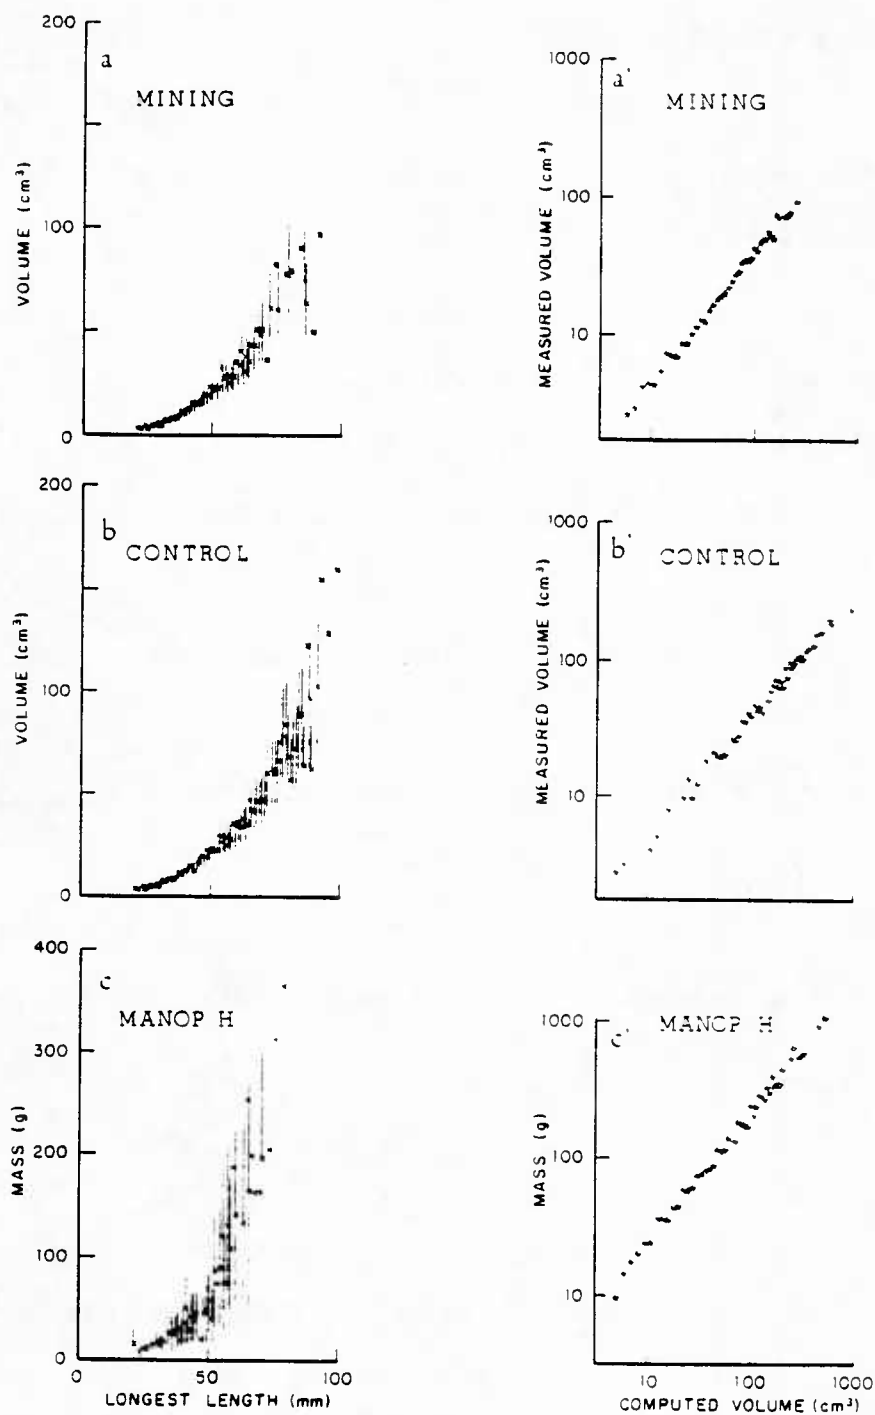 200
a
MINING
VOLUME (cm³)
100
0
1000
a'
MINING
MEASURED VOLUME (cm³)
100
10
200
b
CONTROL
VOLUME (cm³)
100
0
1000
b'
CONTROL
MEASURED VOLUME (cm³)
100
10
400
c
MANOP H
300
MASS (g)
200
100
0
0 50 100
LONGEST LENGTH (mm)
1000
c'
MANOP H
MASS (g)
100
10
10 100 1000
COMPUTED VOLUME (cm³)